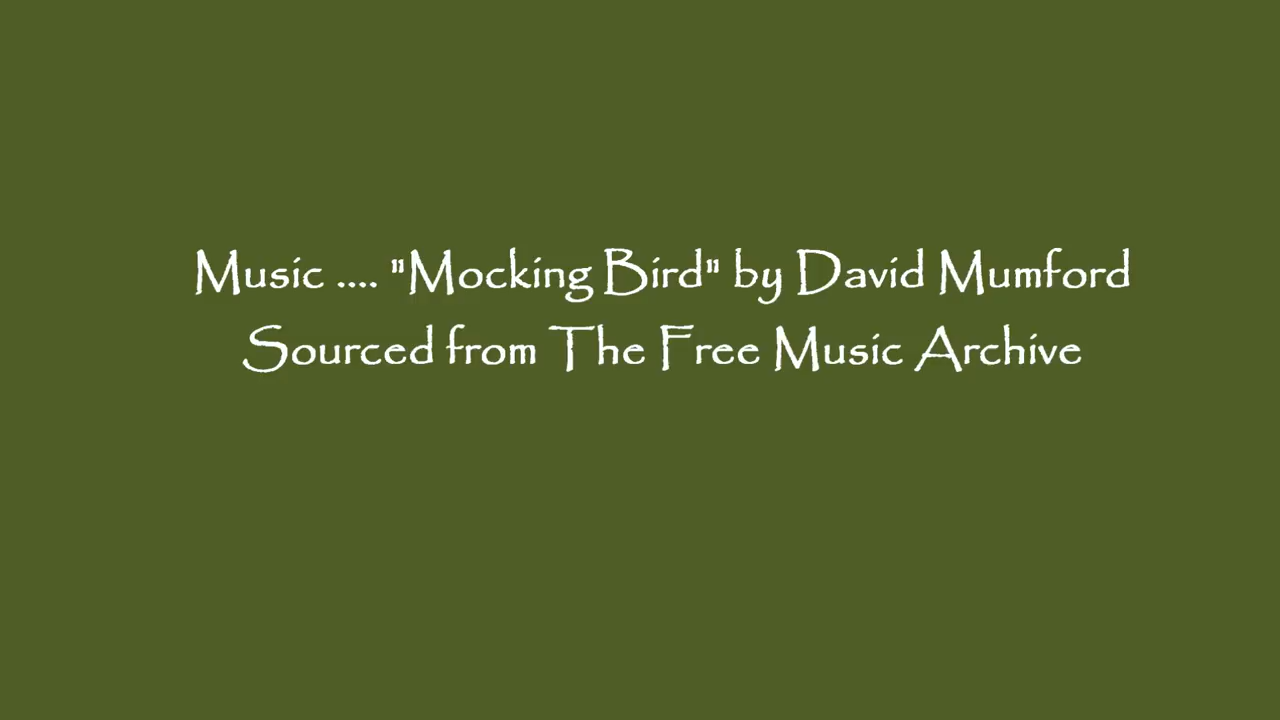 Music .... "Mocking Bird" by David Mumford
Sourced from The Free Music Archive